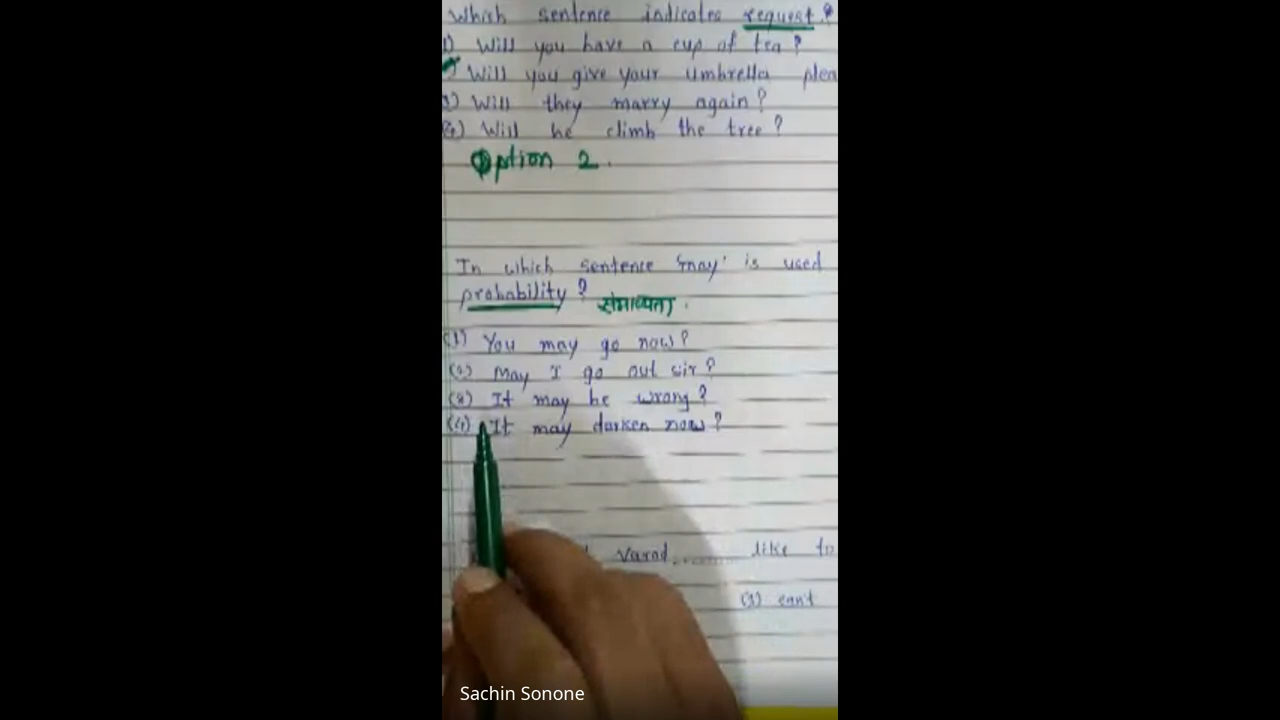 Which sentence indicates request?
1) Will you have a cup of tea?
Will you give your umbrella plea
3) Will they marry again?
(4) Will he climb the tree?
Option 2.
In which sentence 'may' is used
probability? संभाव्यता.
(1) You may go now?
(2) May I go out sir?
(3) It may be wrong?
(4) It may darken now?
Varad....... like to
(3) can't
Sachin Sonone